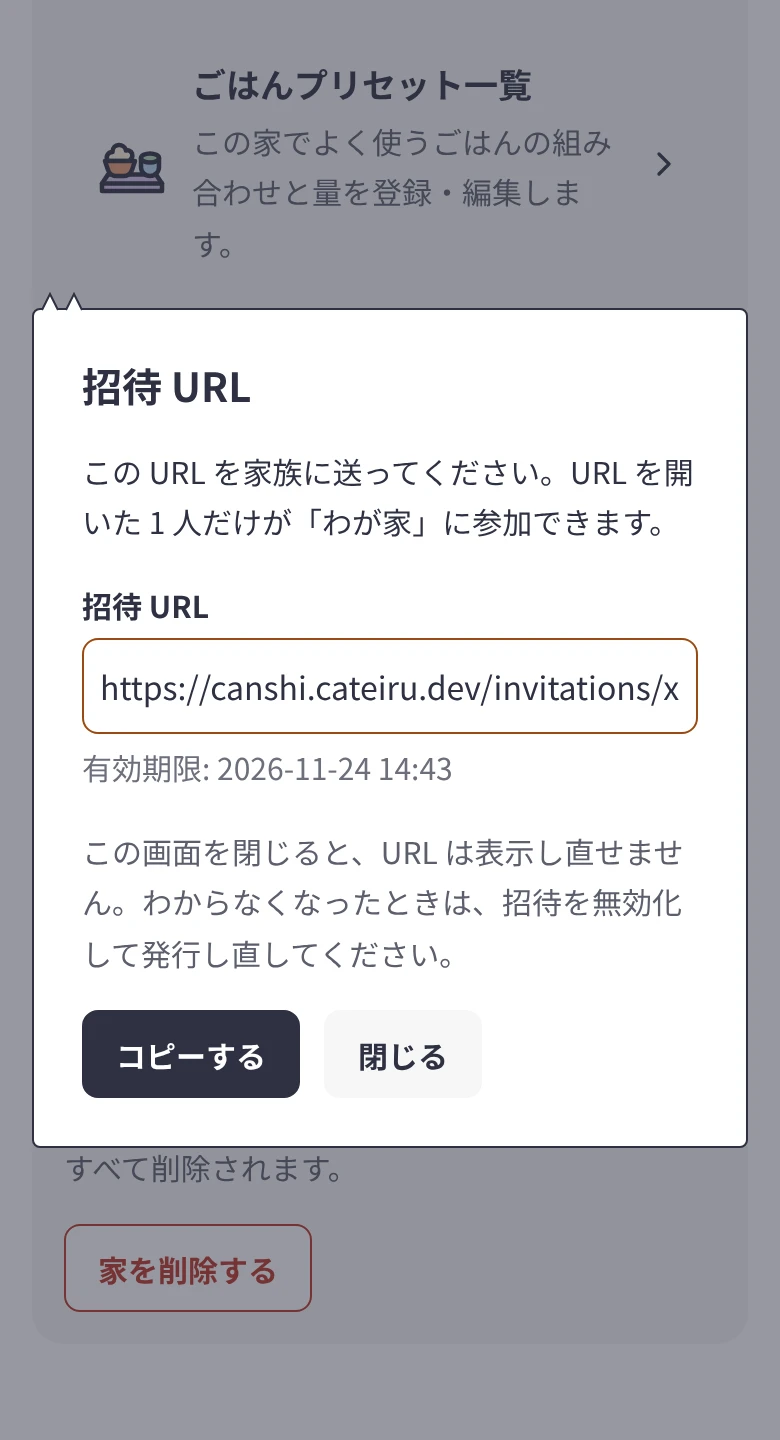 ごはんプリセット一覧
この家でよく使うごはんの組み
合わせと量を登録・編集しま
す。
招待 URL
この URL を家族に送ってください。URL を開
いた 1 人だけが「わが家」に参加できます。
招待 URL
https://canshi.cateiru.dev/invitations/x
有効期限: 2026-11-24 14:43
この画面を閉じると、URL は表示し直せませ
ん。わからなくなったときは、招待を無効化
して発行し直してください。
コピーする
閉じる
すべて削除されます。
家を削除する